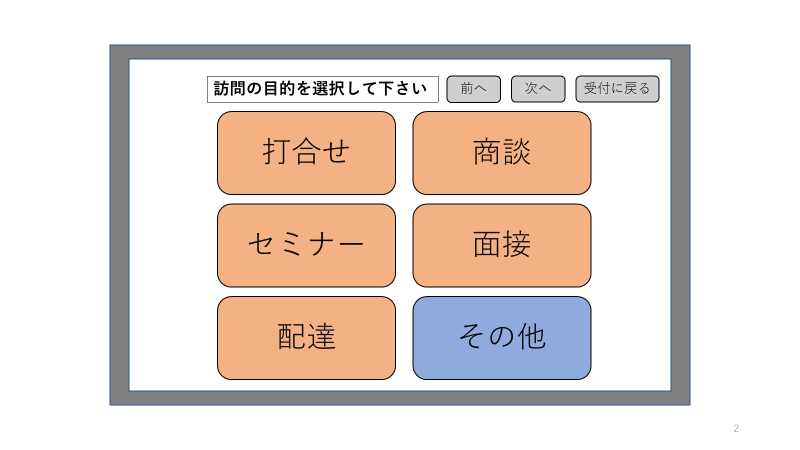 訪問の目的を選択して下さい
前へ
次へ
受付に戻る
打合せ
商談
セミナー
面接
配達
その他
2